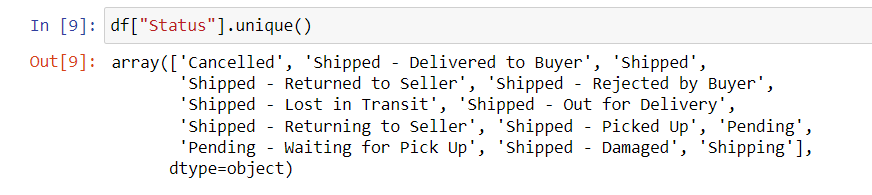 In [9]: df["Status"].unique()
Out[9]: array(['Cancelled', 'Shipped - Delivered to Buyer', 'Shipped',
'Shipped - Returned to Seller', 'Shipped - Rejected by Buyer',
'Shipped - Lost in Transit', 'Shipped - Out for Delivery',
'Shipped - Returning to Seller', 'Shipped - Picked Up', 'Pending',
'Pending - Waiting for Pick Up', 'Shipped - Damaged', 'Shipping'],
dtype=object)